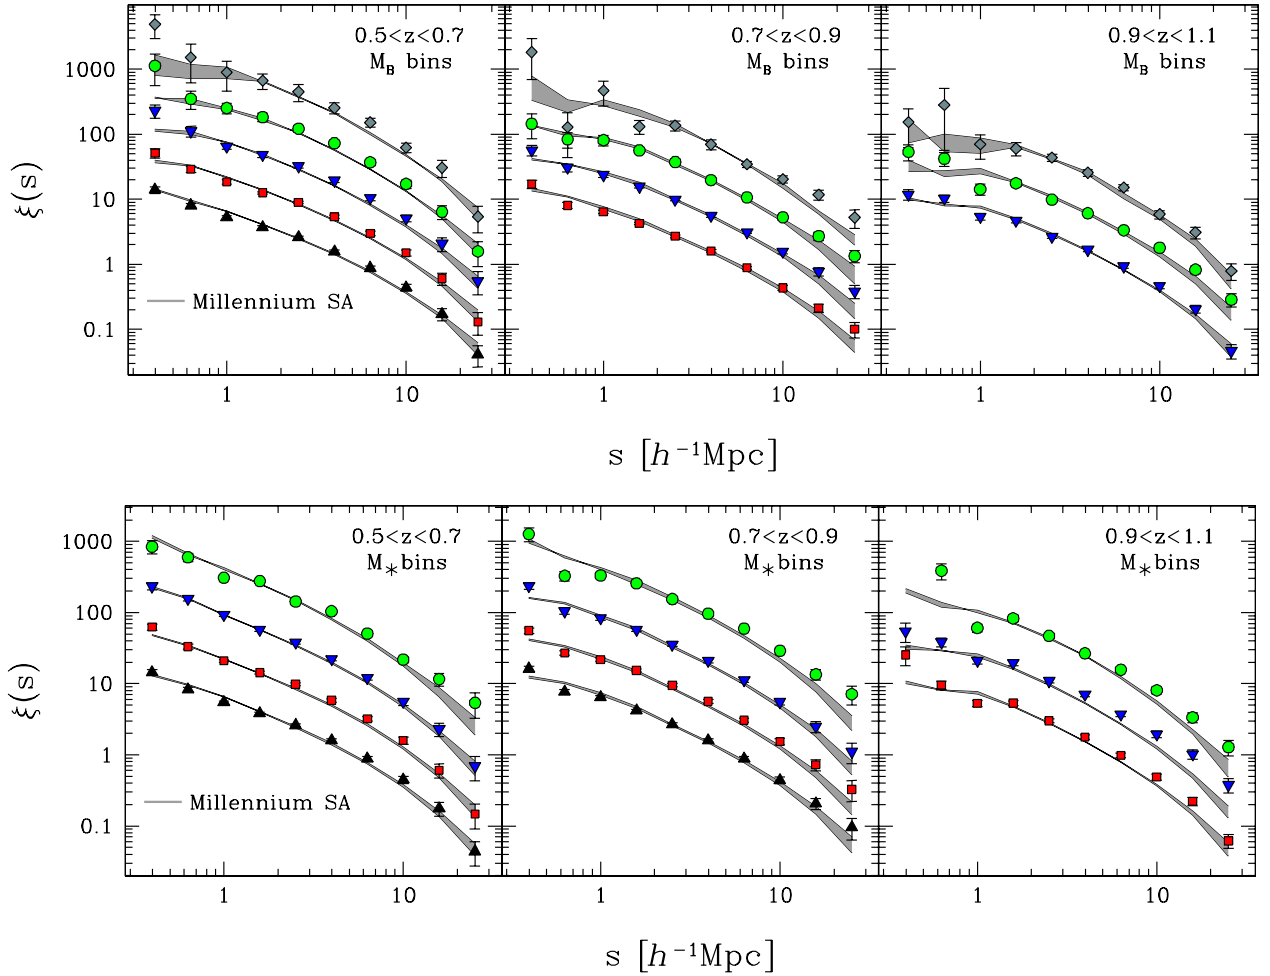 0.5<z<0.7
M_B bins
0.7<z<0.9
M_B bins
0.9<z<1.1
M_B bins
1000
100
10
1
0.1
ξ(s)
Millennium SA
1 10 1 10 1 10
s [h⁻¹Mpc]
0.5<z<0.7
M_* bins
0.7<z<0.9
M_* bins
0.9<z<1.1
M_* bins
1000
100
10
1
0.1
ξ(s)
Millennium SA
1 10 1 10 1 10
s [h⁻¹Mpc]